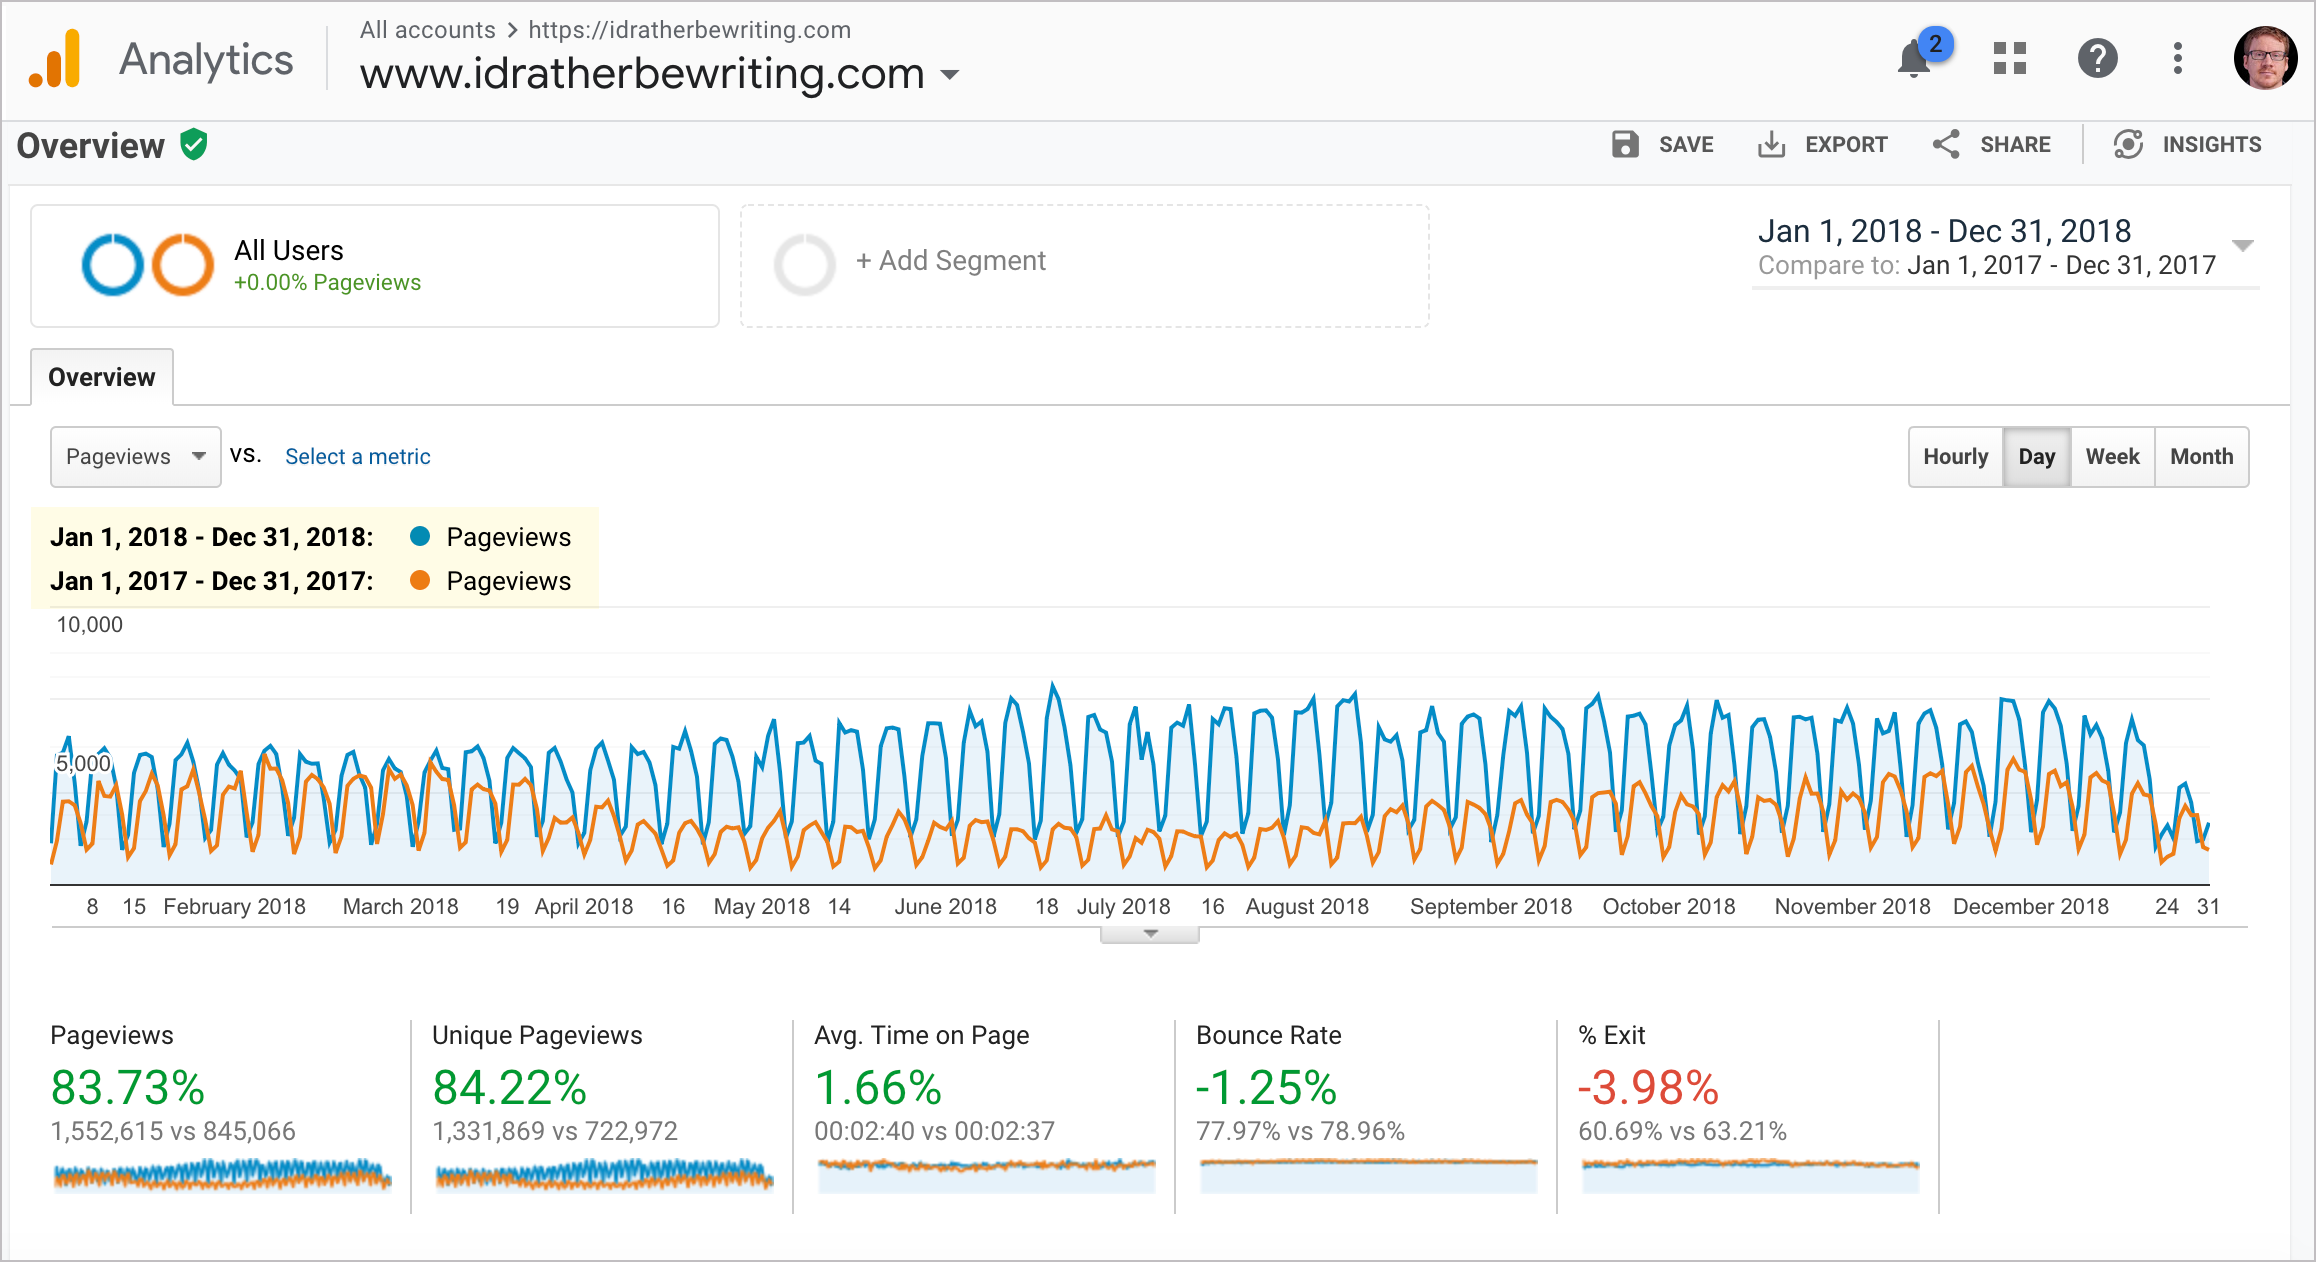 Analytics
All accounts > https://idratherbewriting.com
www.idratherbewriting.com
2
Overview
SAVE
EXPORT
SHARE
INSIGHTS
All Users
+0.00% Pageviews
+ Add Segment
Jan 1, 2018 - Dec 31, 2018
Compare to: Jan 1, 2017 - Dec 31, 2017
Overview
Pageviews
VS.
Select a metric
Hourly
Day
Week
Month
Jan 1, 2018 - Dec 31, 2018: Pageviews
Jan 1, 2017 - Dec 31, 2017: Pageviews
10,000
5,000
8 15 February 2018 March 2018 19 April 2018 16 May 2018 14 June 2018 18 July 2018 16 August 2018 September 2018 October 2018 November 2018 December 2018 24 31
Pageviews
83.73%
1,552,615 vs 845,066
Unique Pageviews
84.22%
1,331,869 vs 722,972
Avg. Time on Page
1.66%
00:02:40 vs 00:02:37
Bounce Rate
-1.25%
77.97% vs 78.96%
% Exit
-3.98%
60.69% vs 63.21%